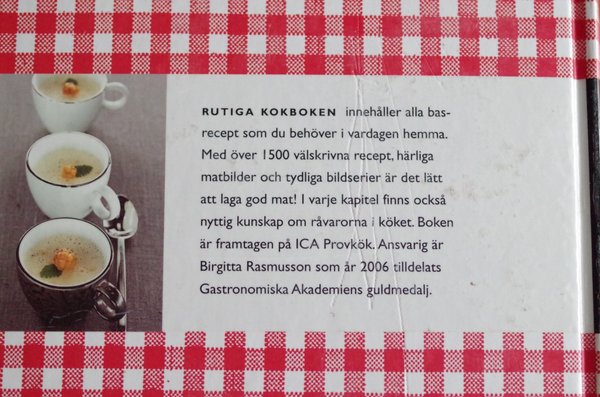 RUTIGA KOKBOKEN innehåller alla bas-
recept som du behöver i vardagen hemma.
Med över 1500 välskrivna recept, härliga
matbilder och tydliga bildserier är det lätt
att laga god mat! I varje kapitel finns också
nyttig kunskap om råvarorna i köket. Boken
är framtagen på ICA Provkök. Ansvarig är
Birgitta Rasmusson som år 2006 tilldelats
Gastronomiska Akademiens guldmedalj.